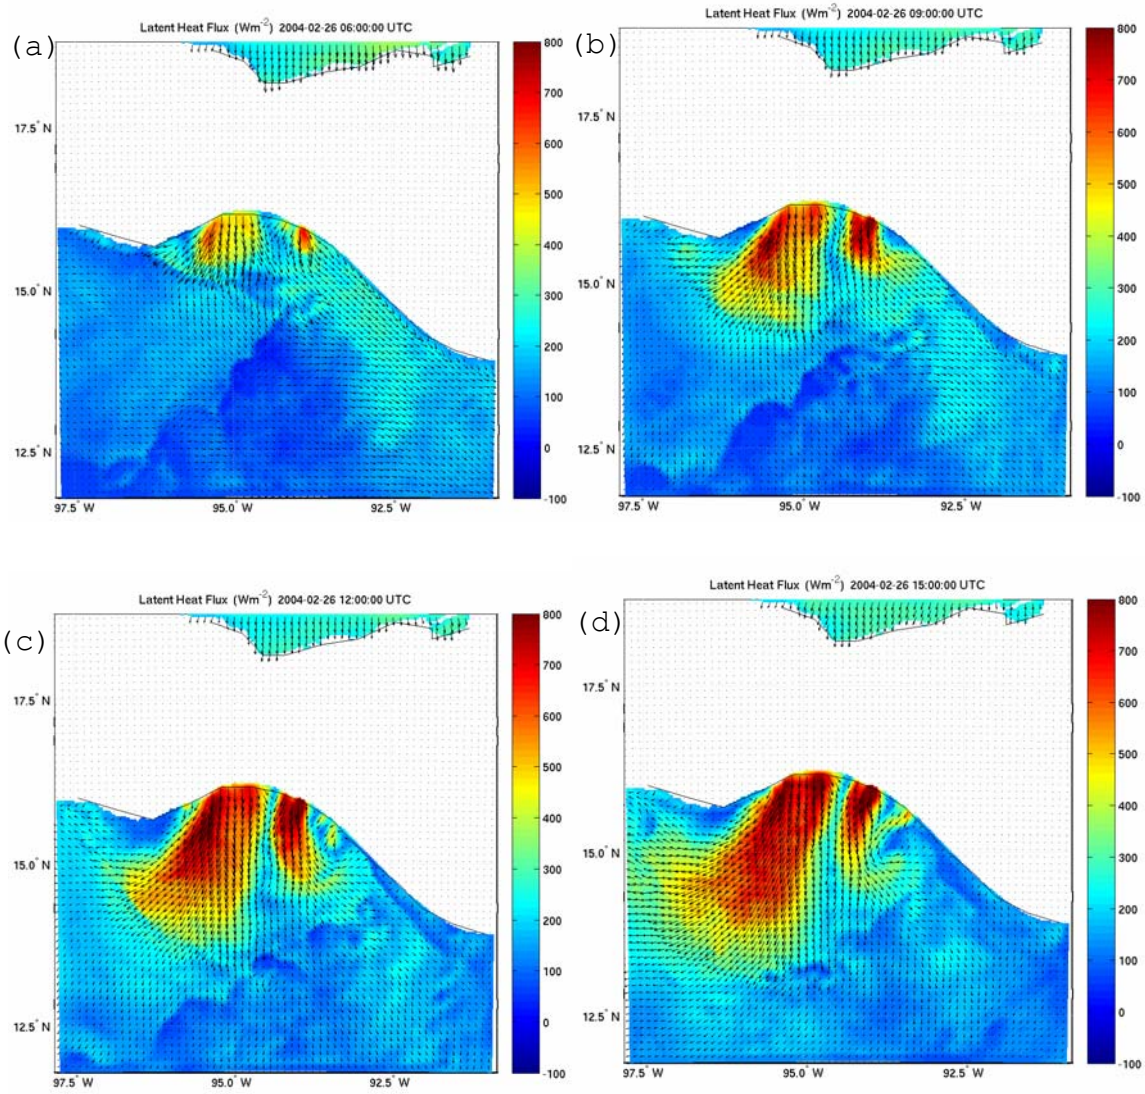 Latent Heat Flux (Wm⁻²) 2004-02-26 06:00:00 UTC
(a)
800
700
600
500
400
300
200
100
0
-100
17.5° N
15.0° N
12.5° N
97.5° W 95.0° W 92.5° W
Latent Heat Flux (Wm⁻²) 2004-02-26 09:00:00 UTC
(b)
800
700
600
500
400
300
200
100
0
-100
17.5° N
15.0° N
12.5° N
97.5° W 95.0° W 92.5° W
Latent Heat Flux (Wm⁻²) 2004-02-26 12:00:00 UTC
(c)
800
700
600
500
400
300
200
100
0
-100
17.5° N
15.0° N
12.5° N
97.5° W 95.0° W 92.5° W
Latent Heat Flux (Wm⁻²) 2004-02-26 15:00:00 UTC
(d)
800
700
600
500
400
300
200
100
0
-100
17.5° N
15.0° N
12.5° N
97.5° W 95.0° W 92.5° W